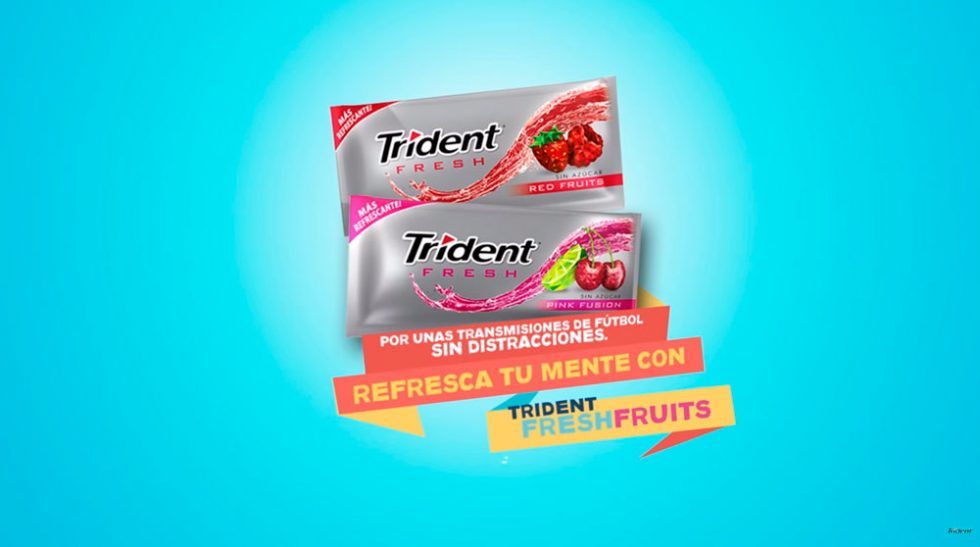 MÁS
REFRESCANTE!
Trident
FRESH
SIN AZÚCAR
RED FRUITS
MÁS
REFRESCANTE!
Trident
FRESH
SIN AZÚCAR
PINK FUSION
POR UNAS TRANSMISIONES DE FÚTBOL
SIN DISTRACCIONES.
REFRESCA TU MENTE CON
TRIDENT
FRESHFRUITS
Trident